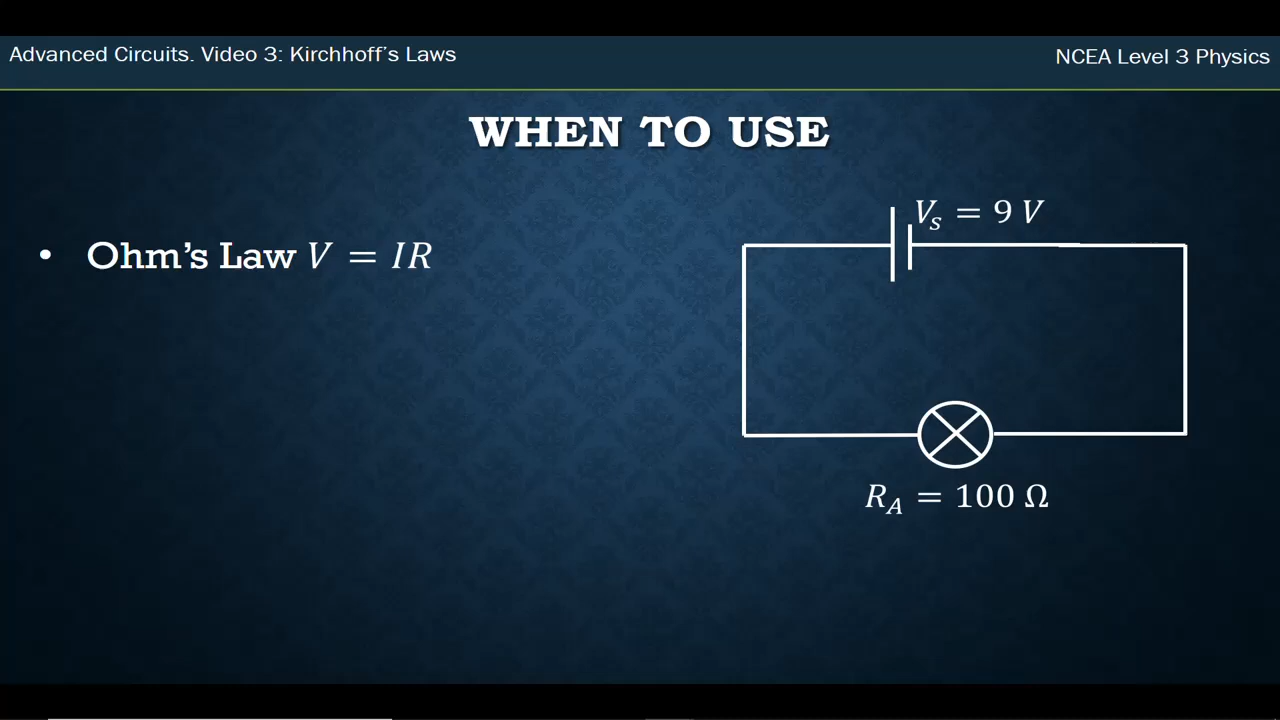 Advanced Circuits. Video 3: Kirchhoff's Laws
NCEA Level 3 Physics
WHEN TO USE
• Ohm's Law V = IR
Vₛ = 9 V
R_A = 100 Ω